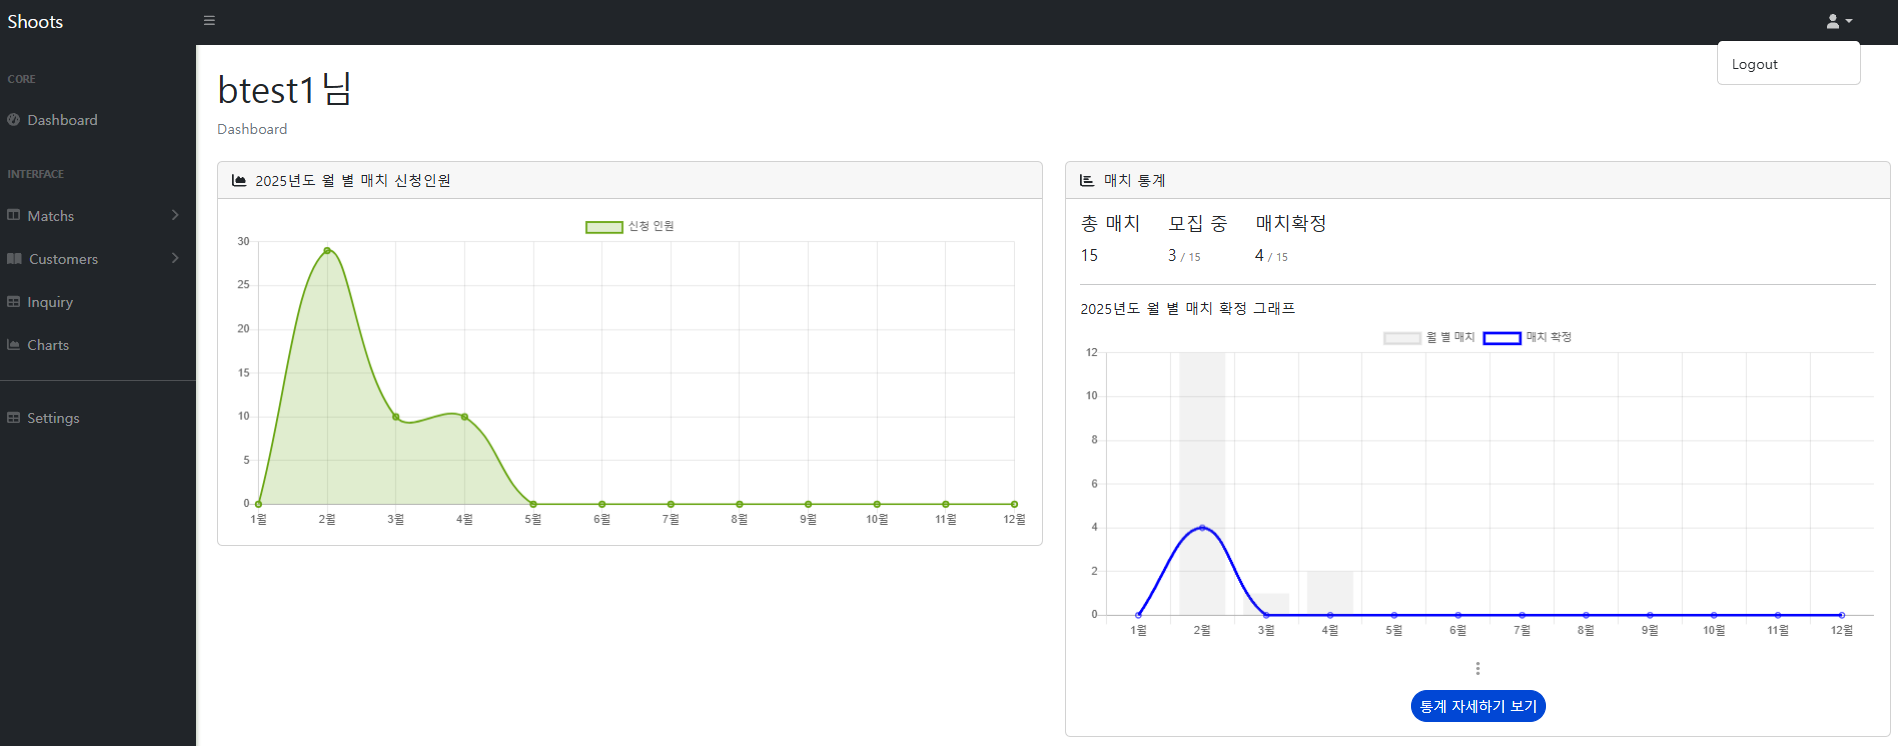 Shoots
Logout
CORE
Dashboard
INTERFACE
Matchs
Customers
Inquiry
Charts
Settings
btest1님
Dashboard
2025년도 월 별 매치 신청인원
신청 인원
30
25
20
15
10
5
0
1월 2월 3월 4월 5월 6월 7월 8월 9월 10월 11월 12월
매치 통계
총 매치 모집 중 매치확정
15 3 / 15 4 / 15
2025년도 월 별 매치 확정 그래프
월 별 매치 매치 확정
12
10
8
6
4
2
0
1월 2월 3월 4월 5월 6월 7월 8월 9월 10월 11월 12월
통계 자세하기 보기